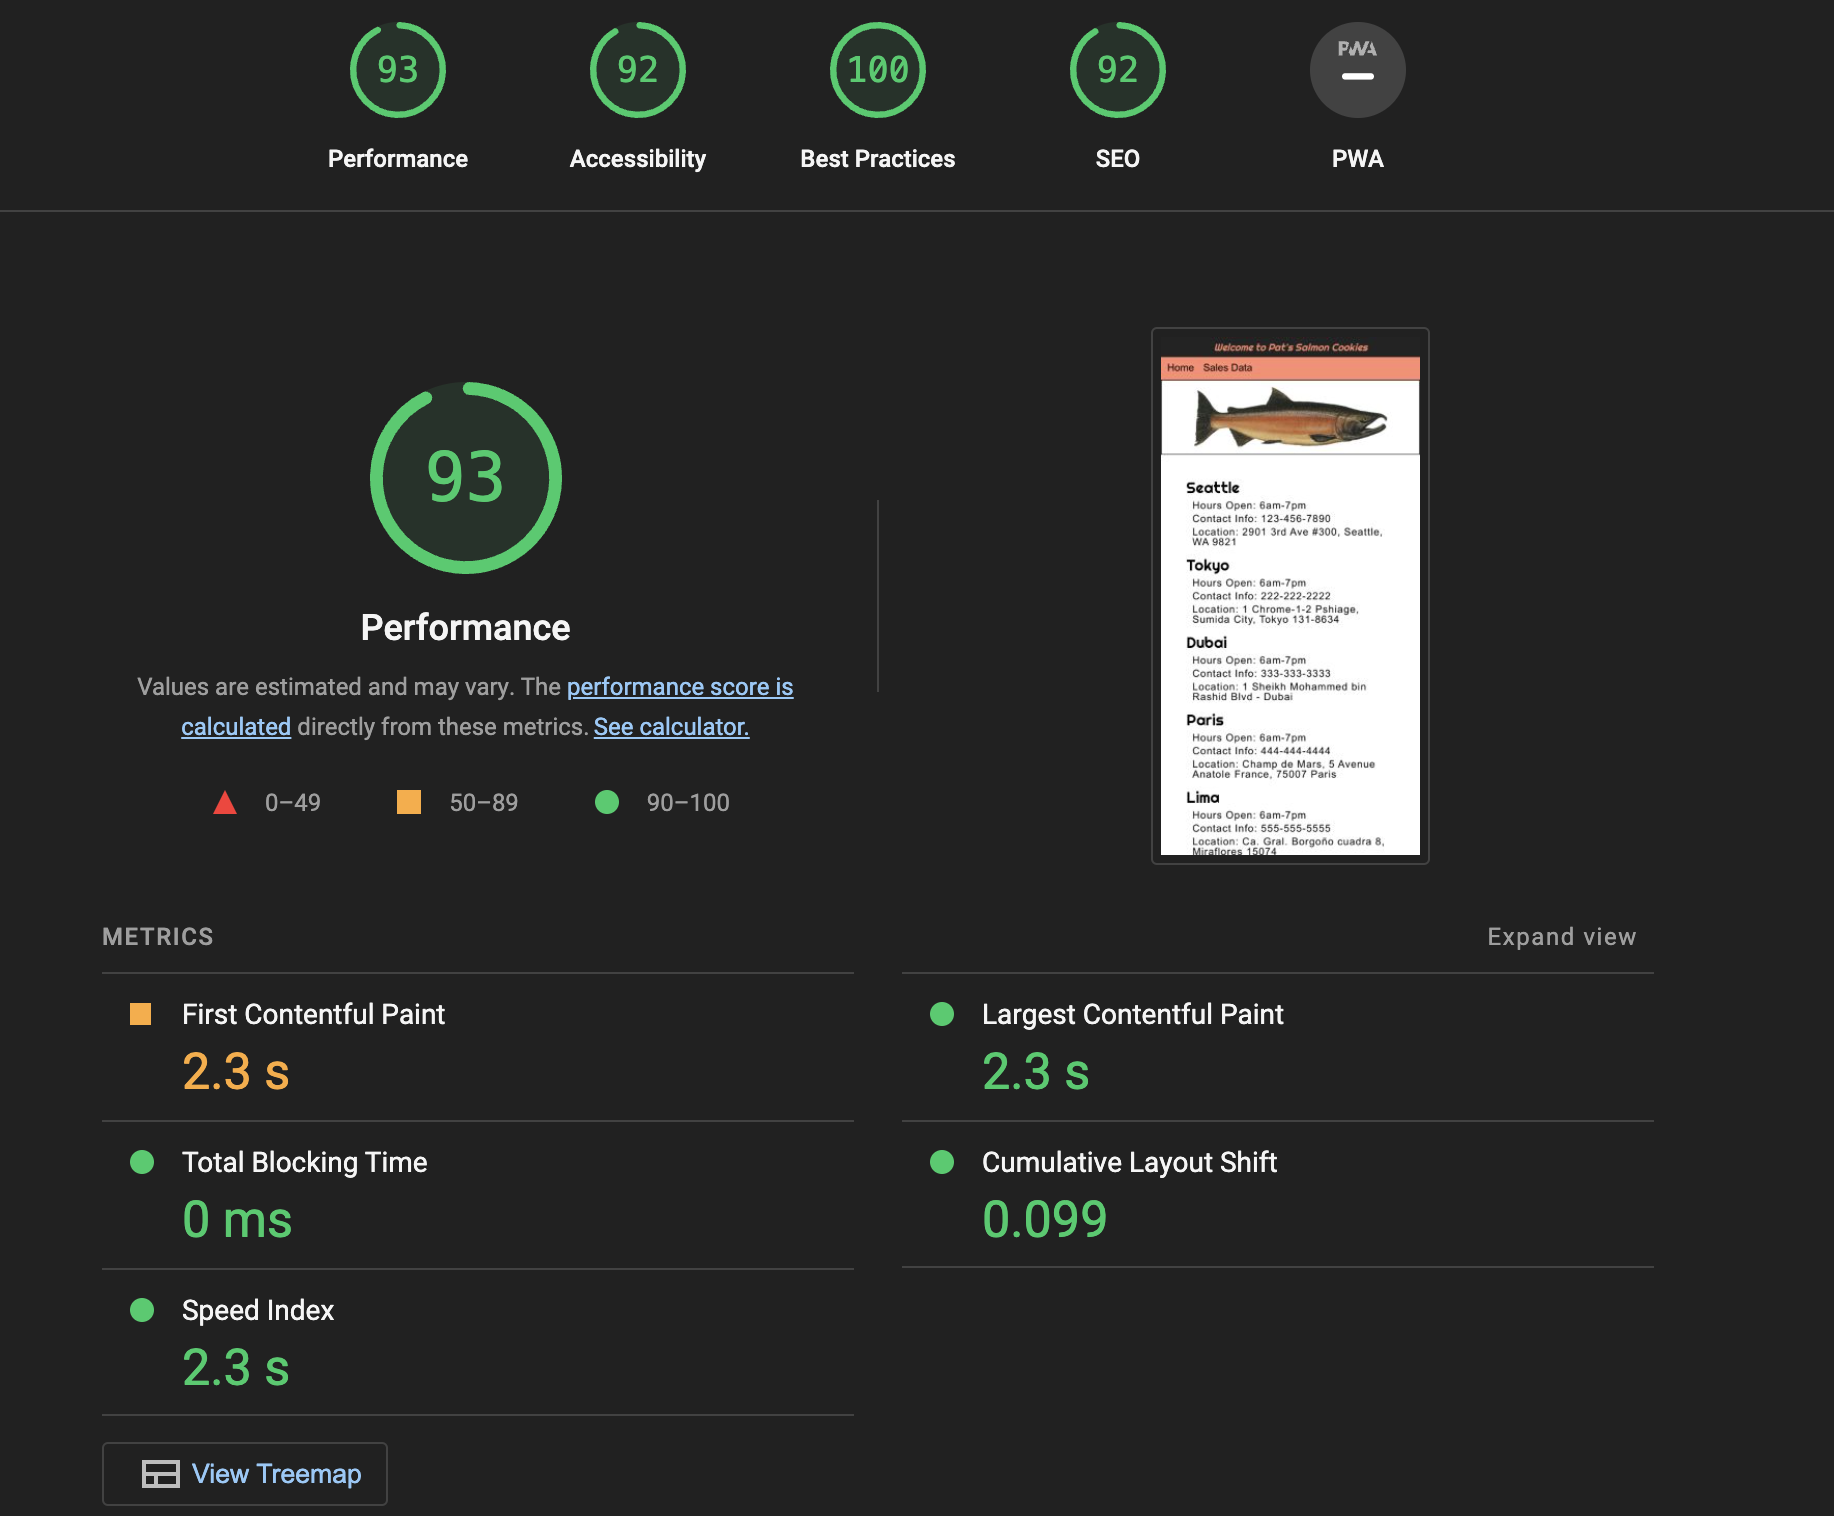 93
92
100
92
PWA
Performance
Accessibility
Best Practices
SEO
PWA
93
Performance
Values are estimated and may vary. The performance score is
calculated directly from these metrics. See calculator.
0–49
50–89
90–100
Welcome to Pat's Salmon Cookies
Home Sales Data
Seattle
Hours Open: 6am-7pm
Contact Info: 123-456-7890
Location: 2901 3rd Ave #300, Seattle,
WA 9821
Tokyo
Hours Open: 6am-7pm
Contact Info: 222-222-2222
Location: 1 Chrome-1-2 Pshiage,
Sumida City, Tokyo 131-8634
Dubai
Hours Open: 6am-7pm
Contact Info: 333-333-3333
Location: 1 Sheikh Mohammed bin
Rashid Blvd - Dubai
Paris
Hours Open: 6am-7pm
Contact Info: 444-444-4444
Location: Champ de Mars, 5 Avenue
Anatole France, 75007 Paris
Lima
Hours Open: 6am-7pm
Contact Info: 555-555-5555
Location: Ca. Gral. Borgoño cuadra 8,
Miraflores 15074
METRICS
Expand view
First Contentful Paint
2.3 s
Largest Contentful Paint
2.3 s
Total Blocking Time
0 ms
Cumulative Layout Shift
0.099
Speed Index
2.3 s
View Treemap